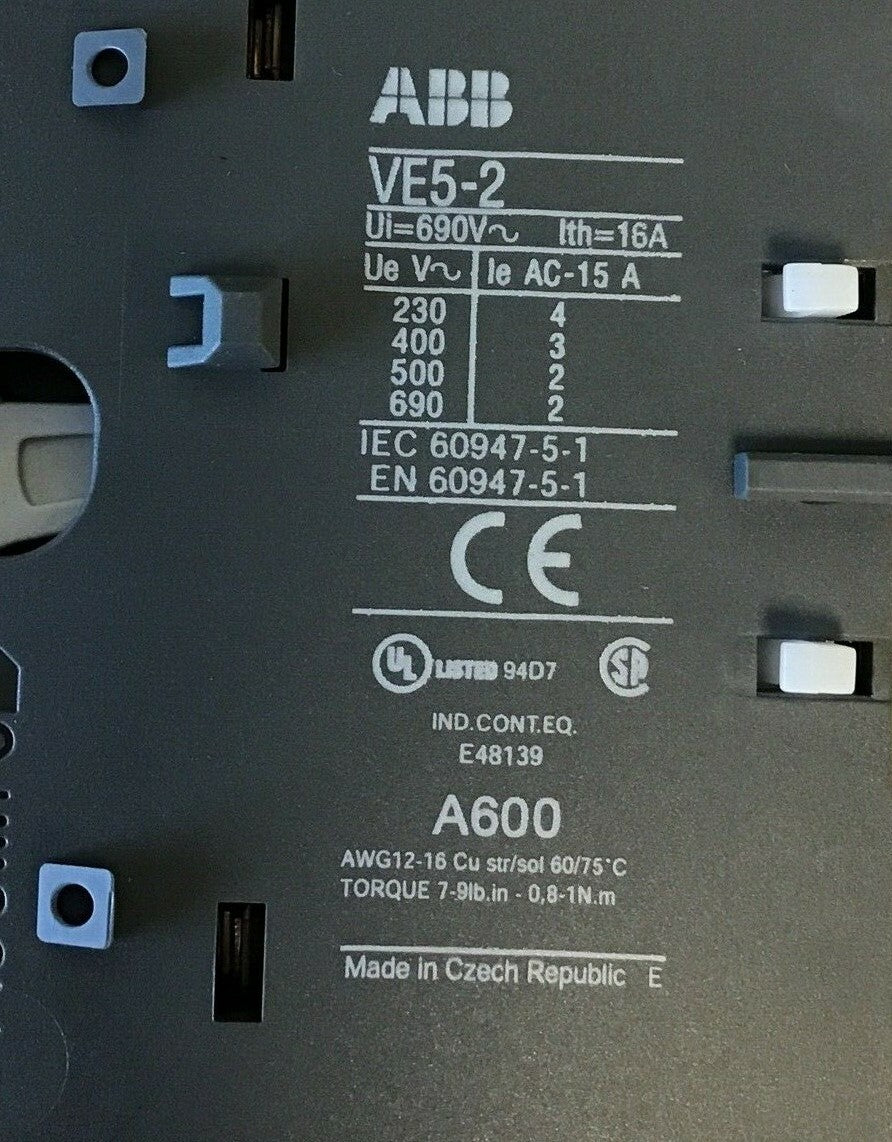 ABB
VE5-2
Ui=690V~ Ith=16A
Ue V~ Ie AC-15 A
230 4
400 3
500 2
690 2
IEC 60947-5-1
EN 60947-5-1
CE
UL LISTED 94D7 SA
IND.CONT.EQ.
E48139
A600
AWG12-16 Cu str/sol 60/75°C
TORQUE 7-9lb.in - 0,8-1N.m
Made in Czech Republic E